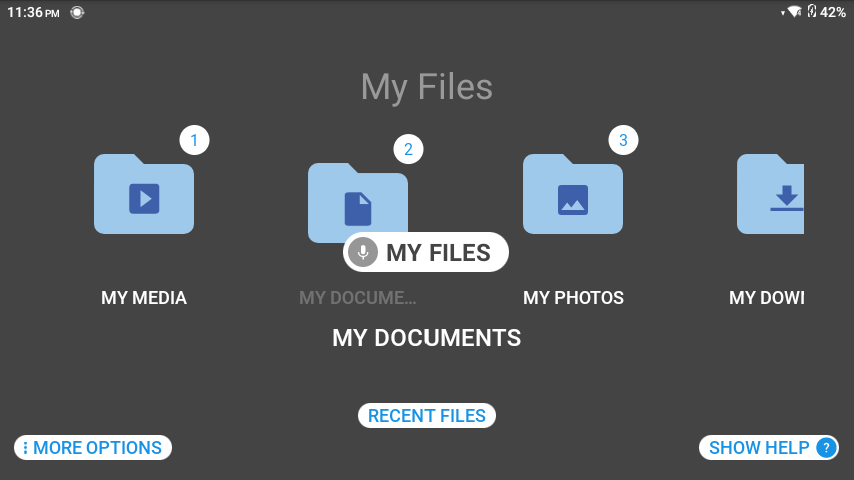 11:36 PM
42%
My Files
1
2
3
MY FILES
MY MEDIA
MY DOCUME...
MY PHOTOS
MY DOWI
MY DOCUMENTS
RECENT FILES
MORE OPTIONS
SHOW HELP ?